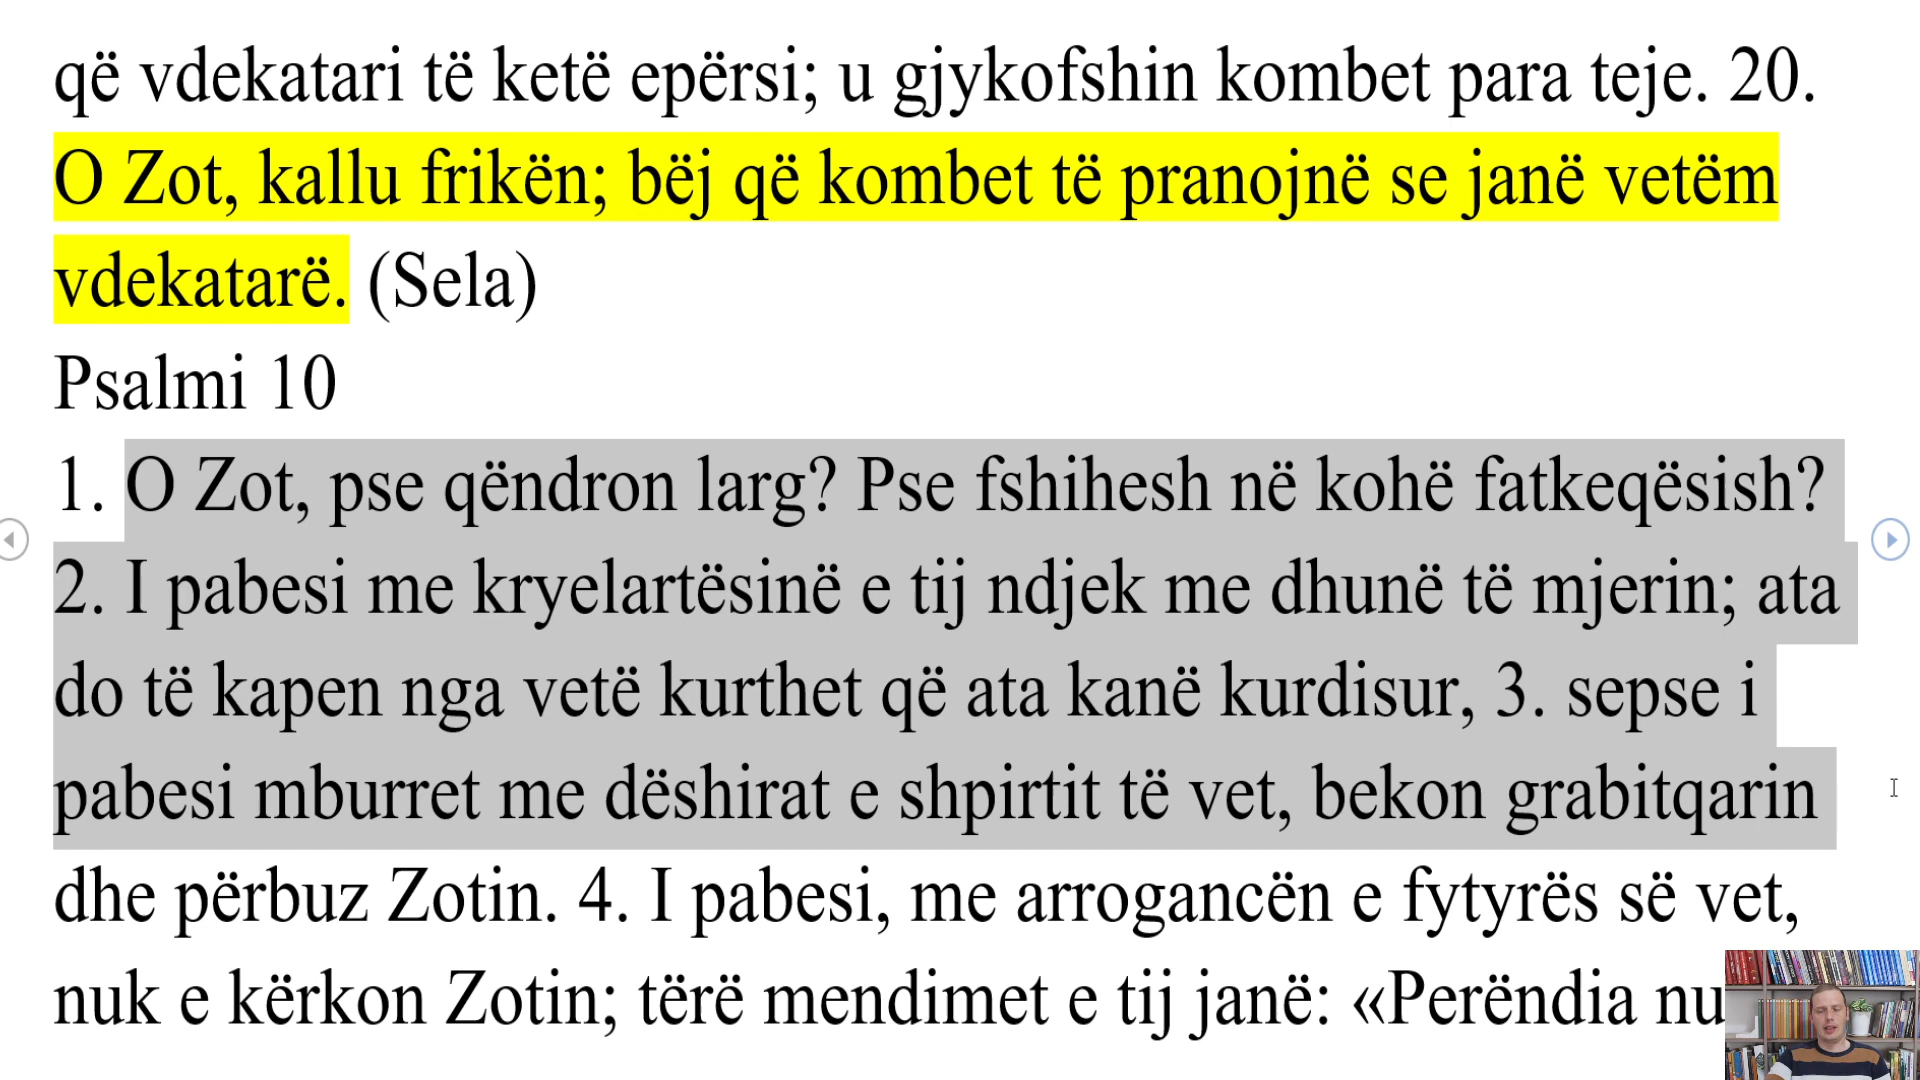 që vdekatari të ketë epërsi; u gjykofshin kombet para teje. 20.
O Zot, kallu frikën; bëj që kombet të pranojnë se janë vetëm
vdekatarë. (Sela)
Psalmi 10
1. O Zot, pse qëndron larg? Pse fshihesh në kohë fatkeqësish?
2. I pabesi me kryelartësinë e tij ndjek me dhunë të mjerin; ata
do të kapen nga vetë kurthet që ata kanë kurdisur, 3. sepse i
pabesi mburret me dëshirat e shpirtit të vet, bekon grabitqarin
dhe përbuz Zotin. 4. I pabesi, me arrogancën e fytyrës së vet,
nuk e kërkon Zotin; tërë mendimet e tij janë: «Perëndia nu